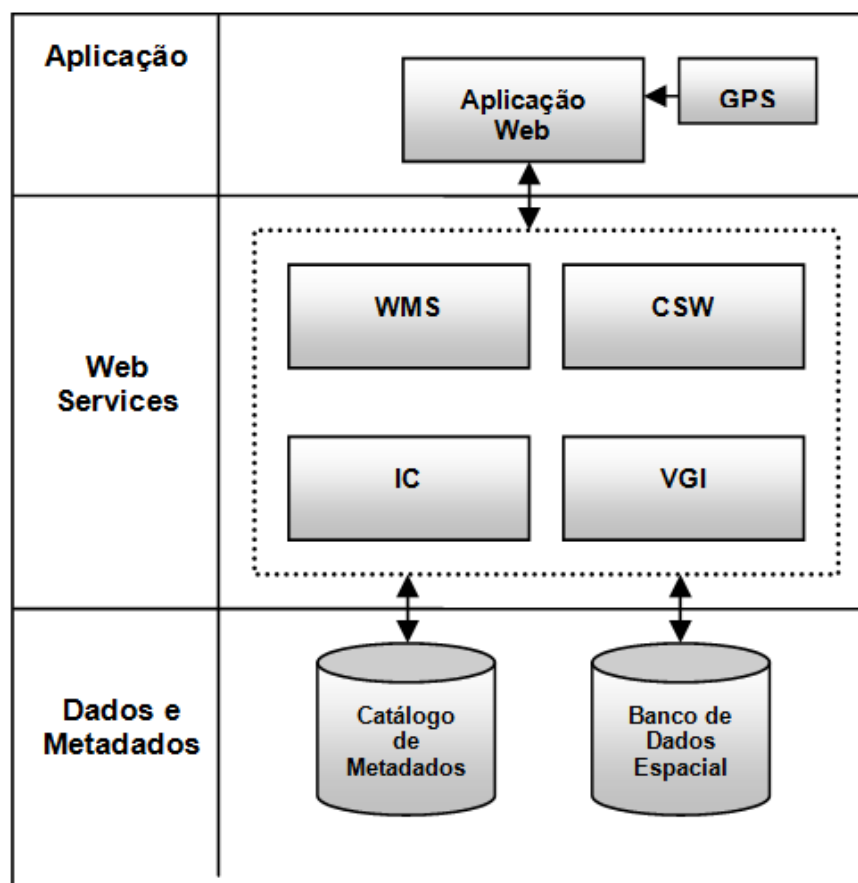 Aplicação
Aplicação
Web
GPS
Web
Services
WMS
CSW
IC
VGI
Dados e
Metadados
Catálogo
de
Metadados
Banco de
Dados
Espacial